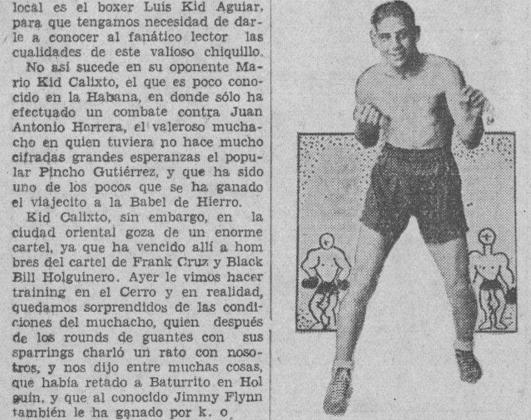 local es el boxer Luís Kid Aguiar,
para que tengamos necesidad de dar-
le a conocer al fanático lector las
cualidades de este valioso chiquillo.
No así sucede en su oponente Ma-
rio Kid Calixto, el que es poco cono-
cido en la Habana, en donde sólo ha
efectuado un combate contra Juan
Antonio Herrera, el valeroso mucha-
cho en quien tuviera no hace mucho
cifradas grandes esperanzas el popu-
lar Pincho Gutiérrez, y que ha sido
uno de los pocos que se ha ganado
el viajecito a la Babel de Hierro.
Kid Calixto, sin embargo, en la
ciudad oriental goza de un enorme
cartel, ya que ha vencido allí a hom
bres del cartel de Frank Cruz y Black
Bill Holguinero. Ayer le vimos hacer
training en el Cerro y en realidad,
quedamos sorprendidos de las condi-
ciones del muchacho, quien después
de los rounds de guantes con sus
sparrings charló un rato con noso-
tros, y nos dijo entre muchas cosas,
que había retado a Baturrito en Hol
guin, y que al conocido Jimmy Flynn
también le ha ganado por k. o.